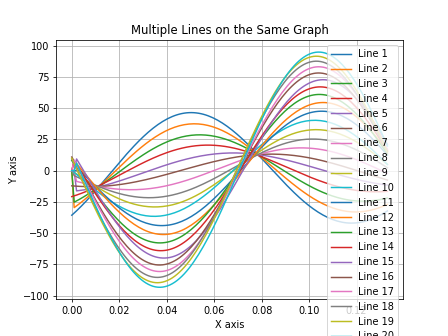 Multiple Lines on the Same Graph
100
75
50
25
0
−25
−50
−75
−100
Y axis
0.00
0.02
0.04
0.06
0.08
0.10
X axis
Line 1
Line 2
Line 3
Line 4
Line 5
Line 6
Line 7
Line 8
Line 9
Line 10
Line 11
Line 12
Line 13
Line 14
Line 15
Line 16
Line 17
Line 18
Line 19
Line 20